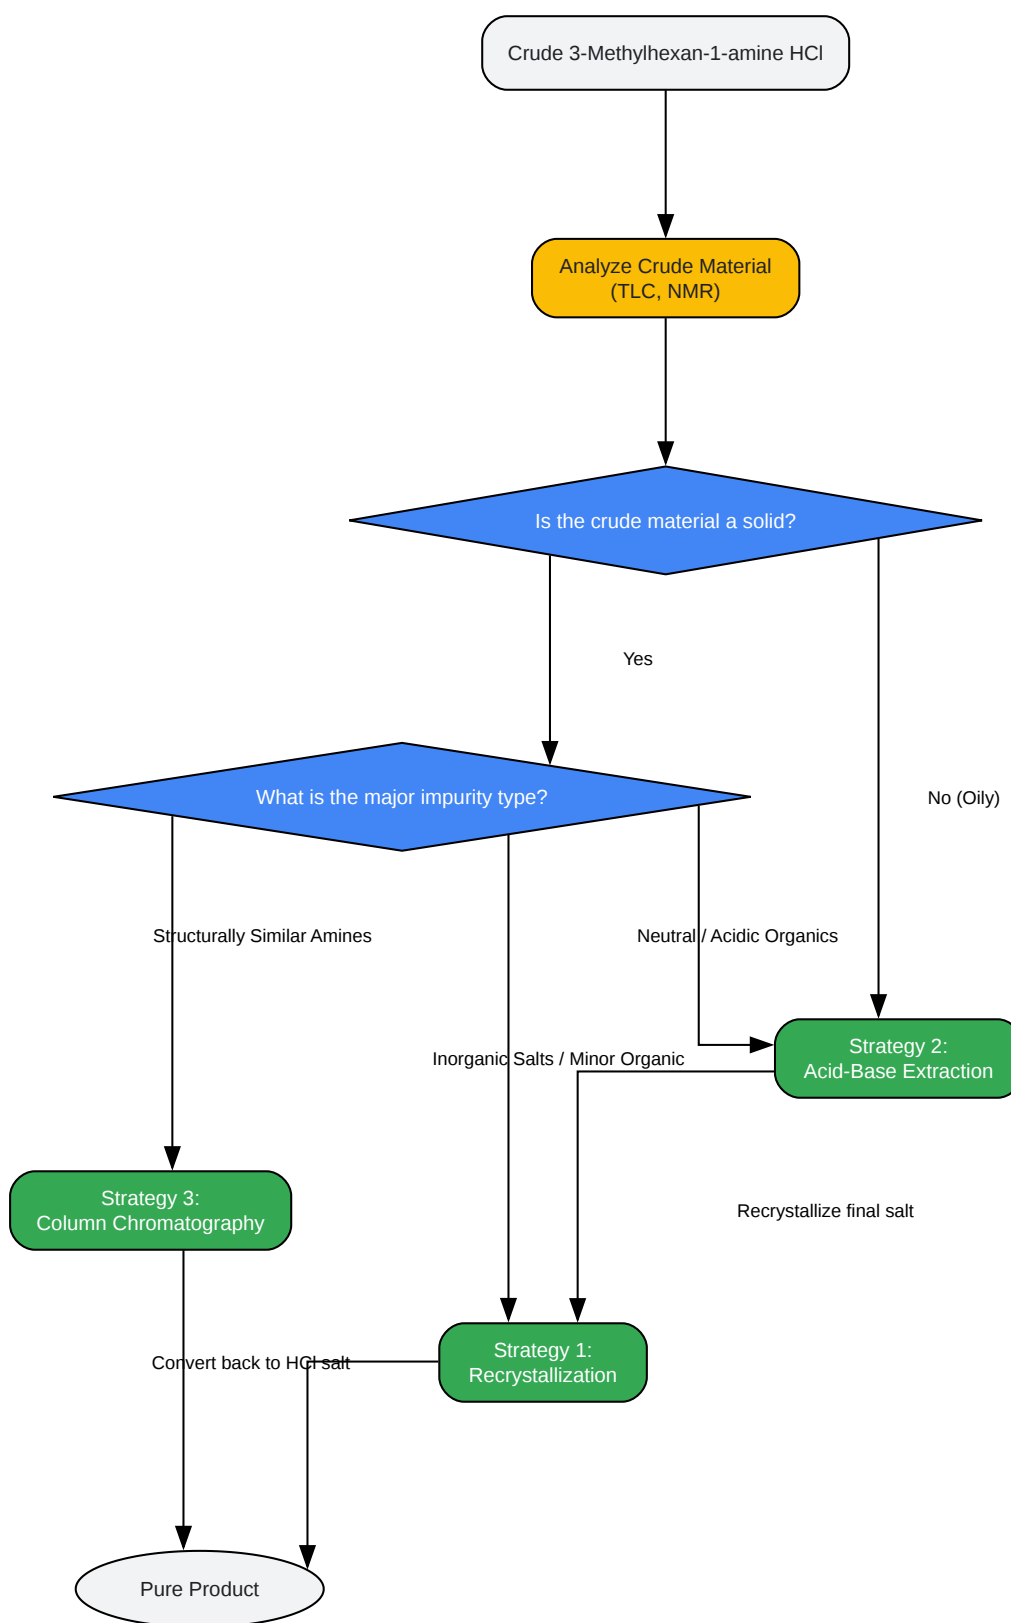 Crude 3-Methylhexan-1-amine HCl
Analyze Crude Material
(TLC, NMR)
Is the crude material a solid?
Yes
What is the major impurity type?
No (Oily)
Structurally Similar Amines
Neutral / Acidic Organics
Inorganic Salts / Minor Organic
Strategy 2:
Acid-Base Extraction
Strategy 3:
Column Chromatography
Recrystallize final salt
Strategy 1:
Recrystallization
Convert back to HCl salt
Pure Product